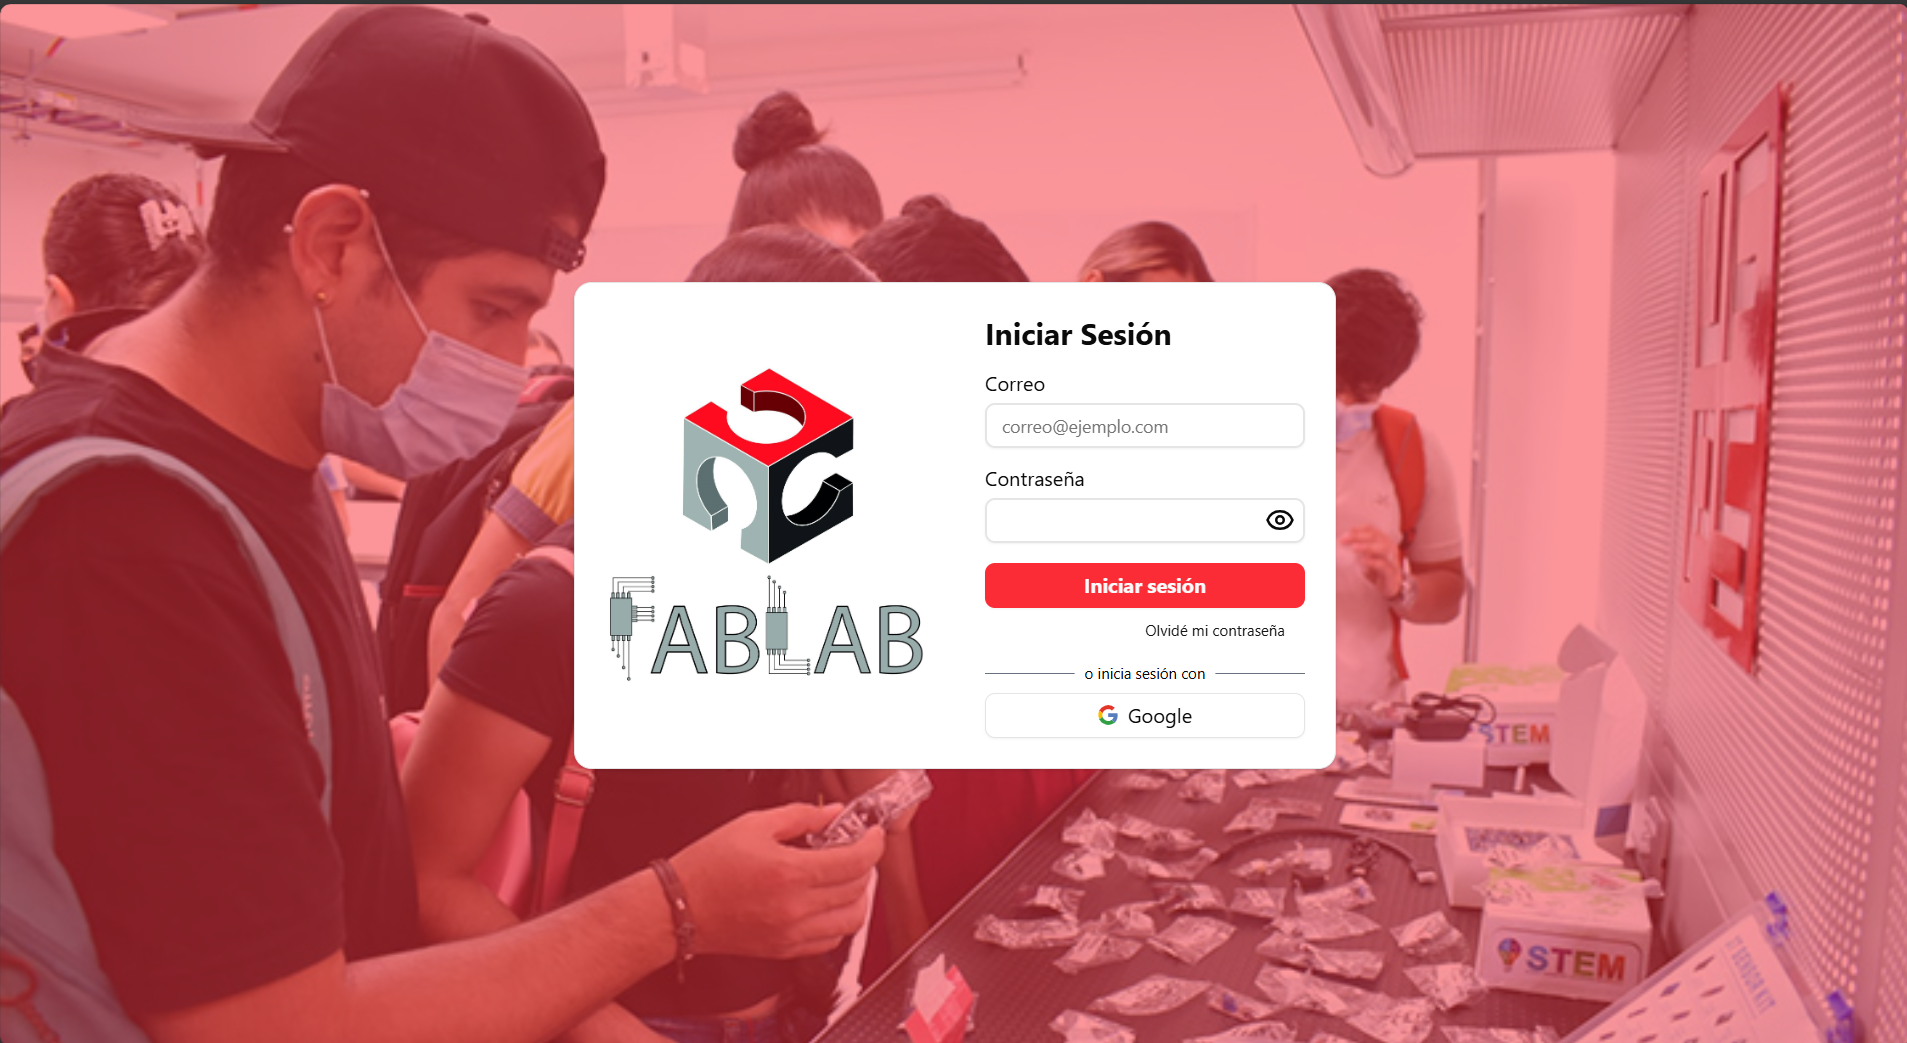 Iniciar Sesión
Correo
correo@ejemplo.com
Contraseña
Iniciar sesión
Olvidé mi contraseña
o inicia sesión con
Google
FABLAB
STEM
STEM